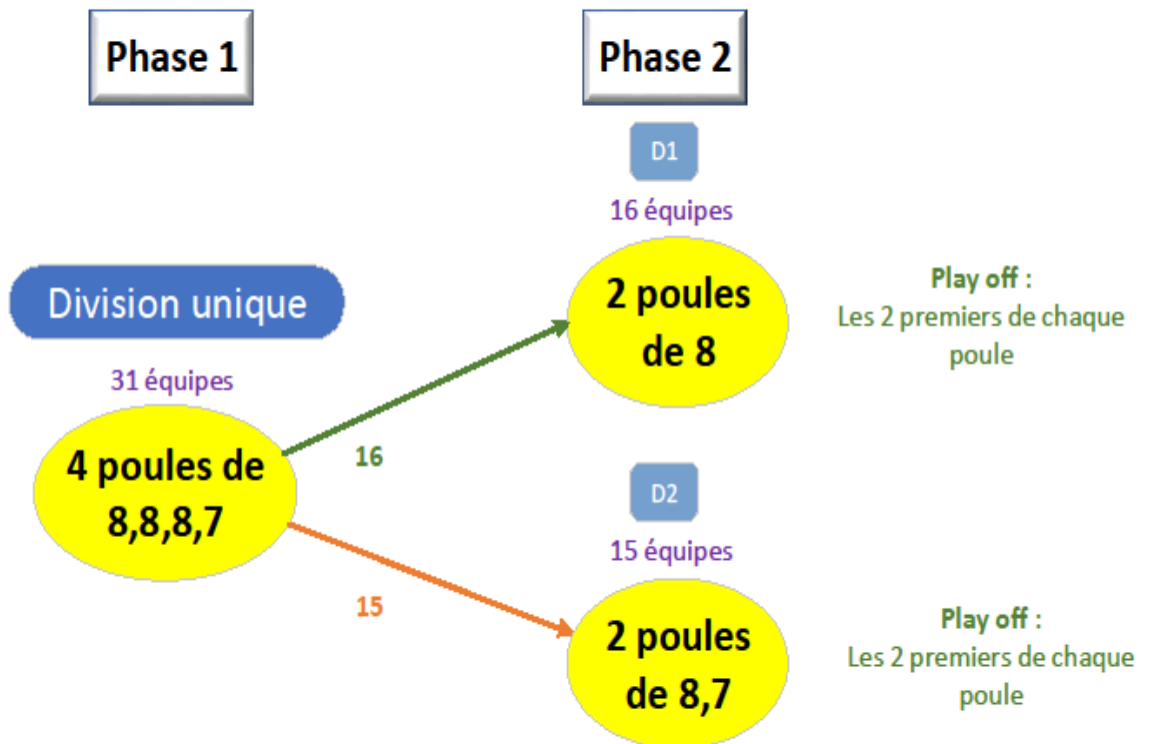 Phase 1
Phase 2
D1
16 équipes
Division unique
2 poules
de 8
Play off :
Les 2 premiers de chaque
poule
31 équipes
4 poules de
8,8,8,7
16
15
D2
15 équipes
2 poules
de 8,7
Play off :
Les 2 premiers de chaque
poule